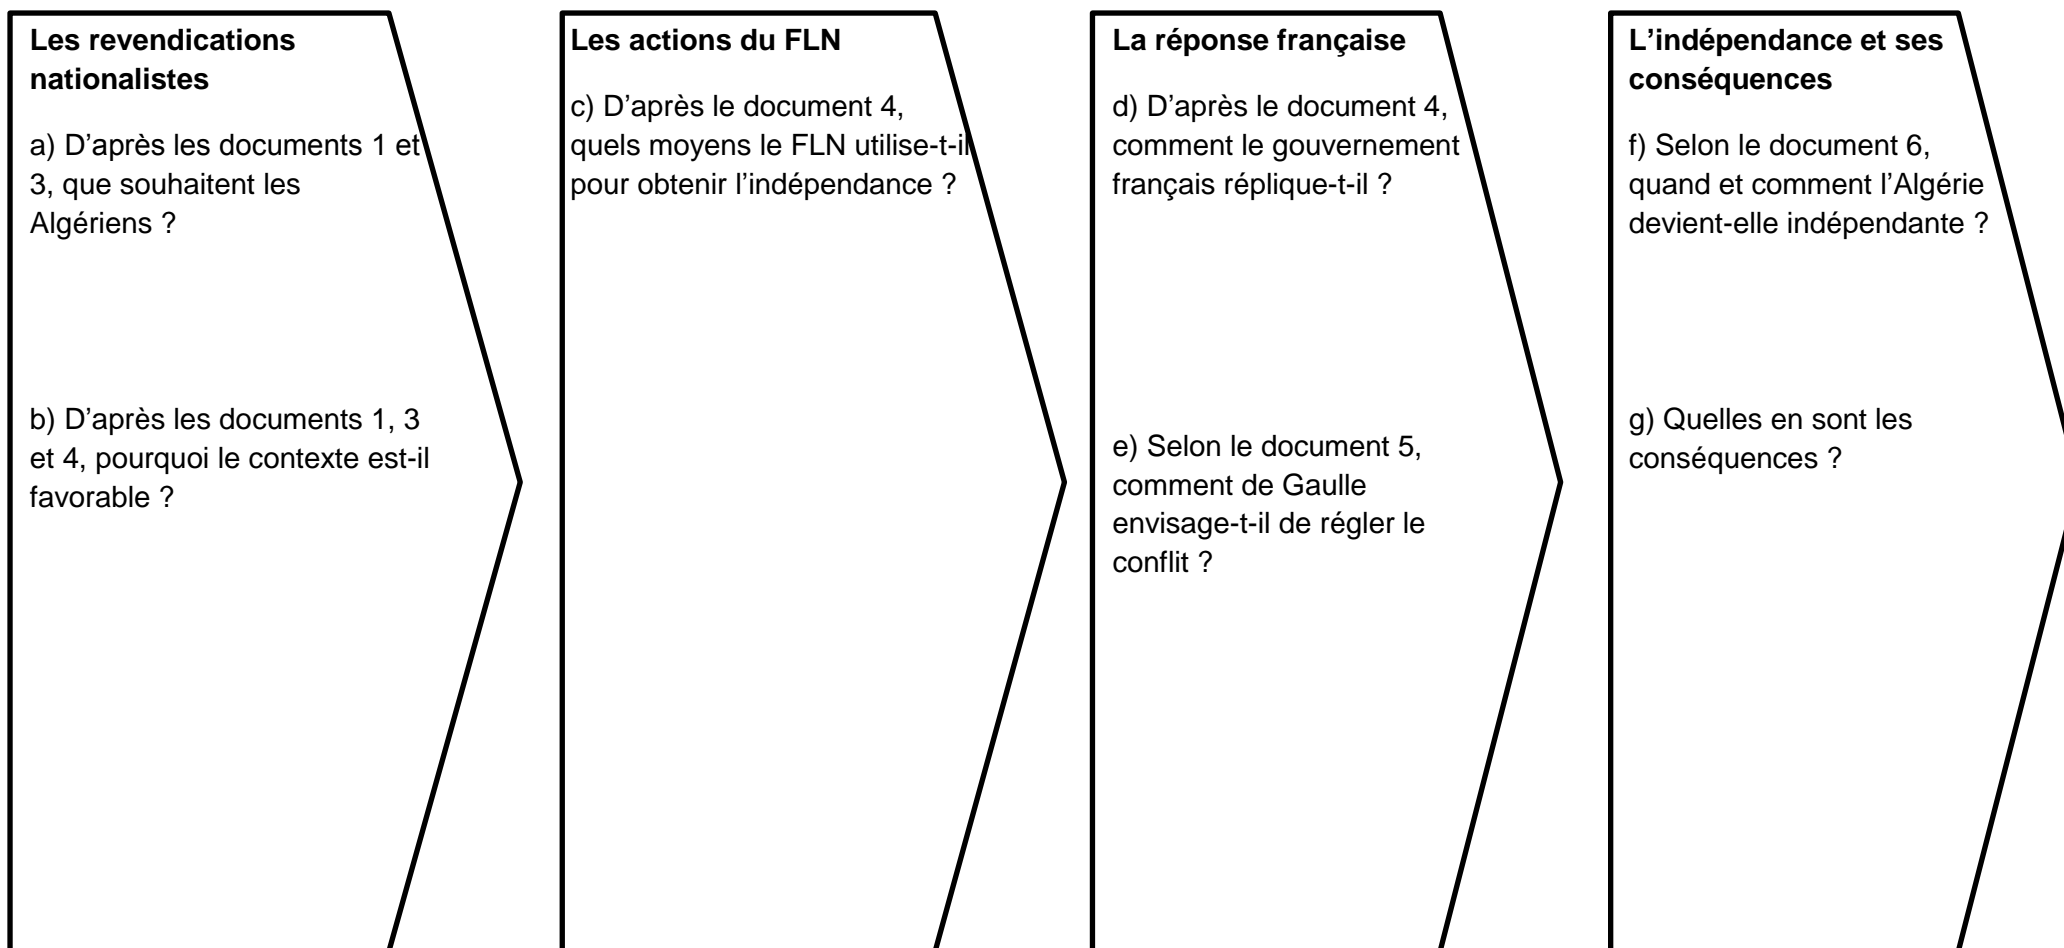 Les revendications
nationalistes
a) D'après les documents 1 et
3, que souhaitent les
Algériens ?
b) D'après les documents 1, 3
et 4, pourquoi le contexte est-il
favorable ?
Les actions du FLN
c) D'après le document 4,
quels moyens le FLN utilise-t-il
pour obtenir l'indépendance ?
La réponse française
d) D'après le document 4,
comment le gouvernement
français réplique-t-il ?
e) Selon le document 5,
comment de Gaulle
envisage-t-il de régler le
conflit ?
L'indépendance et ses
conséquences
f) Selon le document 6,
quand et comment l'Algérie
devient-elle indépendante ?
g) Quelles en sont les
conséquences ?